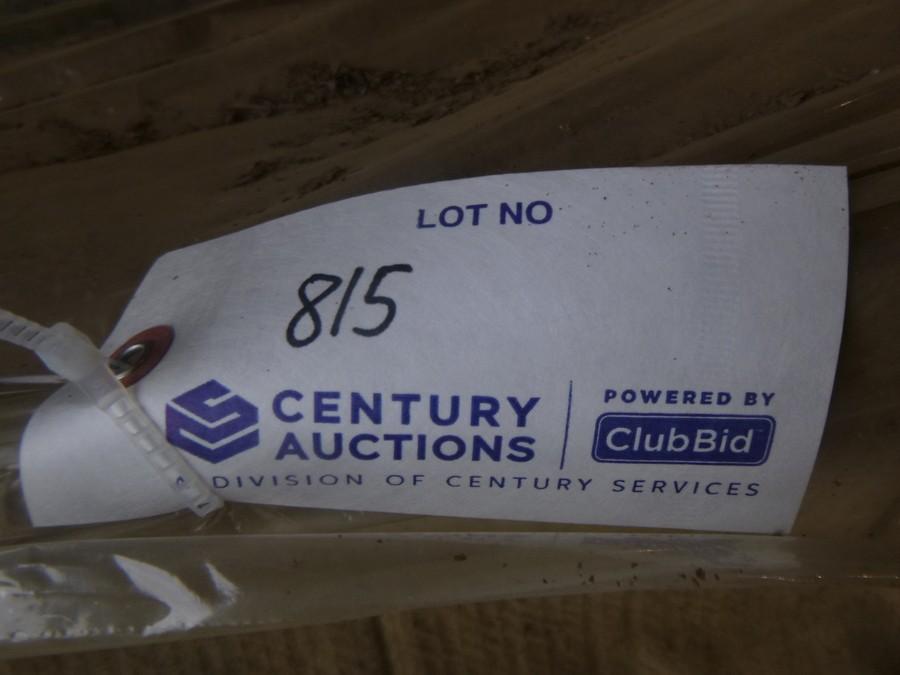 LOT NO
815
CENTURY
AUCTIONS
POWERED BY
ClubBid
A DIVISION OF CENTURY SERVICES